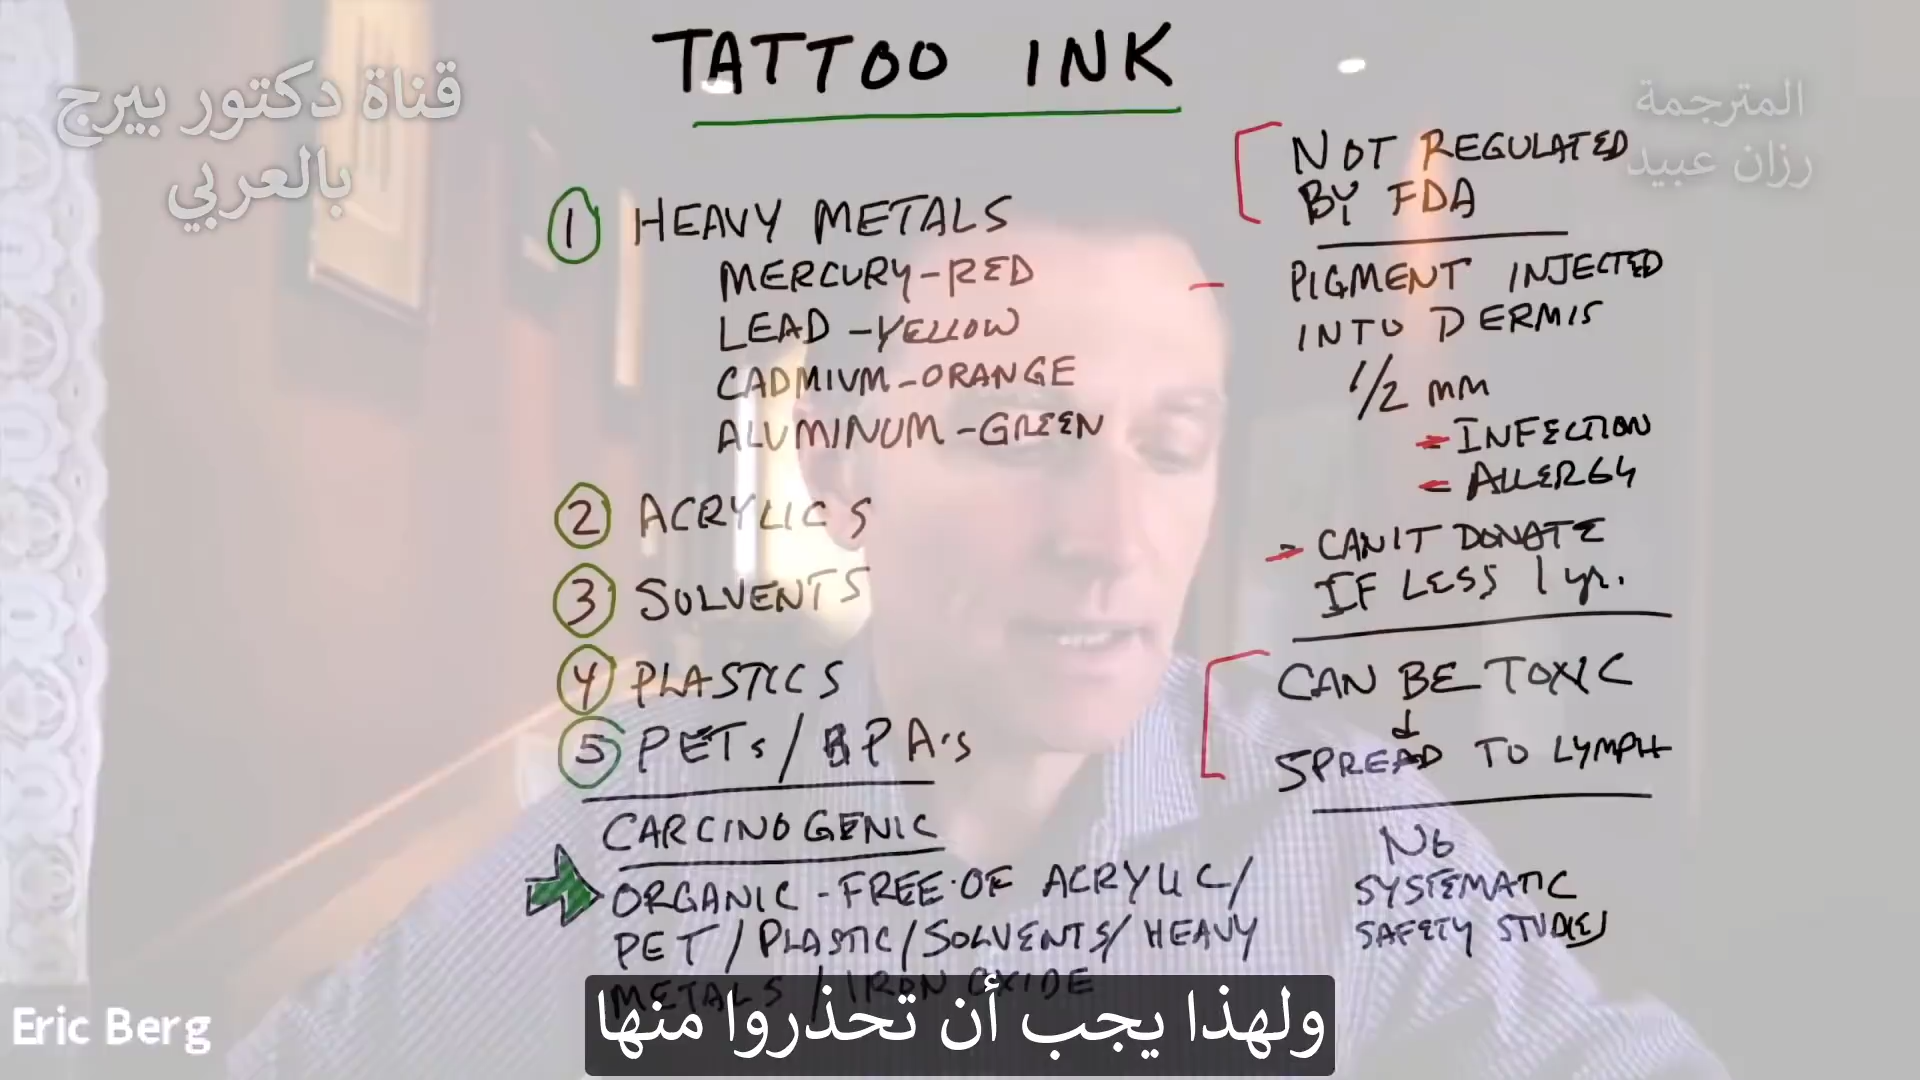 TATTOO INK
قناة دكتور بيرج
بالعربي
المترجمة
رزان عبيد
1 HEAVY METALS
MERCURY-RED
LEAD -YELLOW
CADMIUM-ORANGE
ALUMINUM-GREEN
2 ACRYLICS
3 SOLVENTS
4 PLASTICS
5 PETs/BPA's
CARCINOGENIC
ORGANIC -FREE OF ACRYLIC/
PET/PLASTIC/SOLVENTS/HEAVY
METALS/IRON OXIDE
NOT REGULATED
BY FDA
- PIGMENT INJECTED
INTO DERMIS
1/2 mm
- INFECTION
- ALLERGY
- CAN'T DONATE
IF LESS 1 yr.
CAN BE TOXIC
↓
SPREAD TO LYMPH
NO
SYSTEMATIC
SAFETY STUDIES
ولهذا يجب أن تحذروا منها
Eric Berg